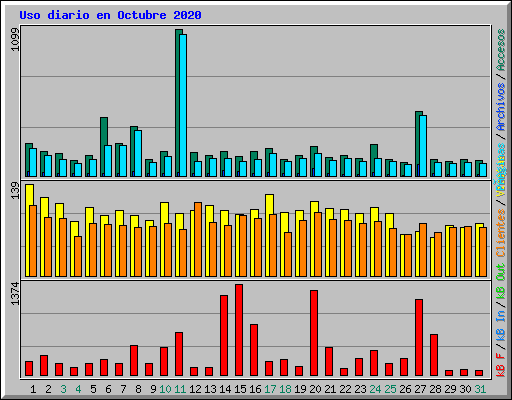 Uso diario en Octubre 2020
1099
139
1374
kB F / kB In / kB Out Clientes / Páginas / Archivos / Accesos
1 2 3 4 5 6 7 8 9 10 11 12 13 14 15 16 17 18 19 20 21 22 23 24 25 26 27 28 29 30 31